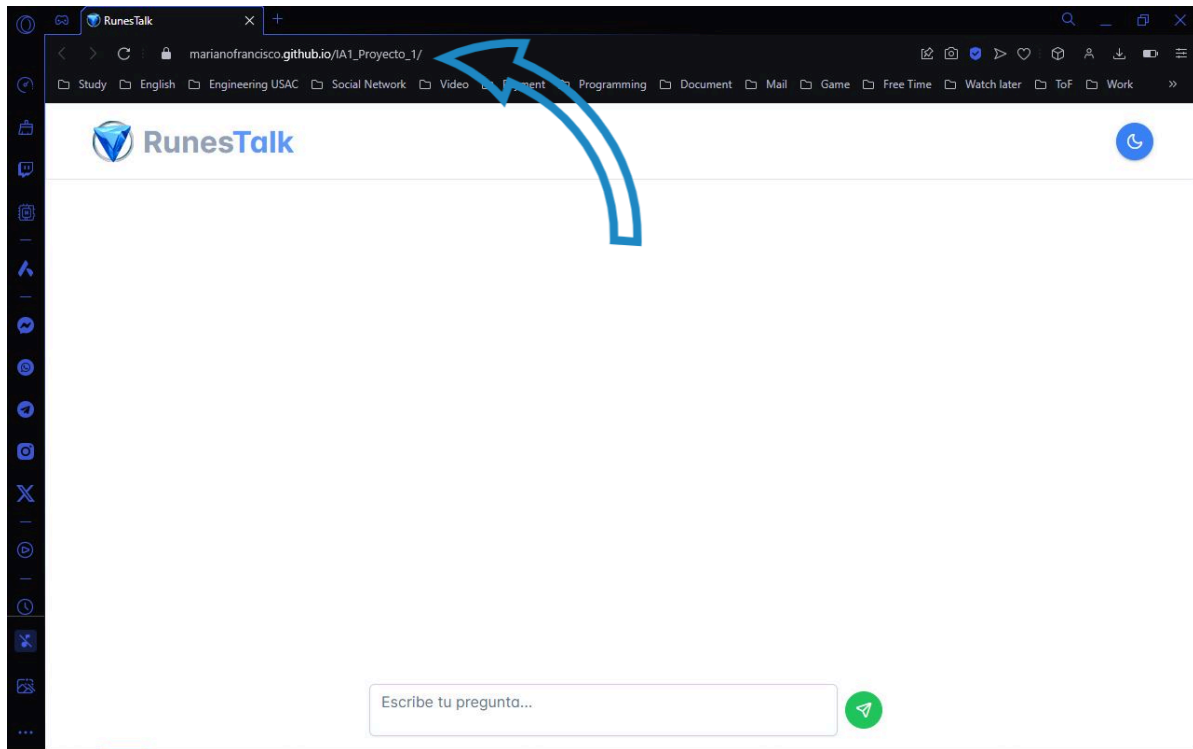 RunesTalk
marianofrancisco.github.io/IA1_Proyecto_1/
Study English Engineering USAC Social Network Video Programming Document Mail Game Free Time Watch later ToF Work
RunesTalk
Escribe tu pregunta...